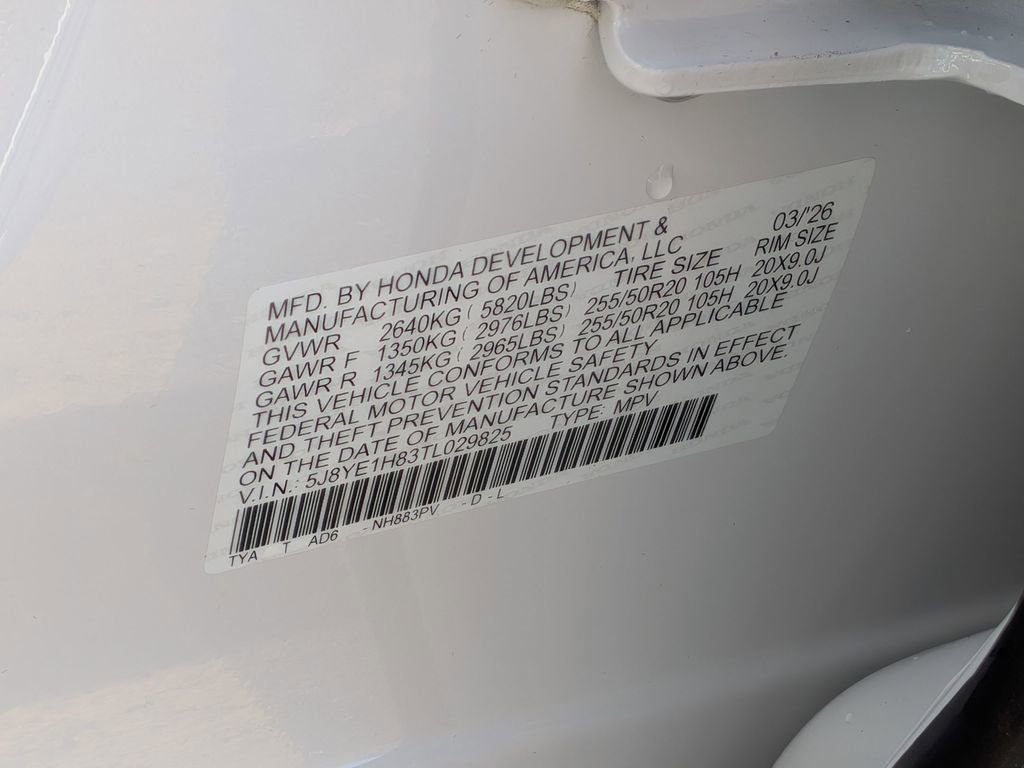 MFD. BY HONDA DEVELOPMENT & 03/'26
MANUFACTURING OF AMERICA, LLC
GVWR 2640KG ( 5820LBS) TIRE SIZE RIM SIZE
GAWR F 1350KG ( 2976LBS) 255/50R20 105H 20X9.0J
GAWR R 1345KG ( 2965LBS) 255/50R20 105H 20X9.0J
THIS VEHICLE CONFORMS TO ALL APPLICABLE
FEDERAL MOTOR VEHICLE SAFETY
AND THEFT PREVENTION STANDARDS IN EFFECT
ON THE DATE OF MANUFACTURE SHOWN ABOVE.
V.I.N.: 5J8YE1H83TL029825 TYPE: MPV
TYA T AD6 - NH883PV - D - L